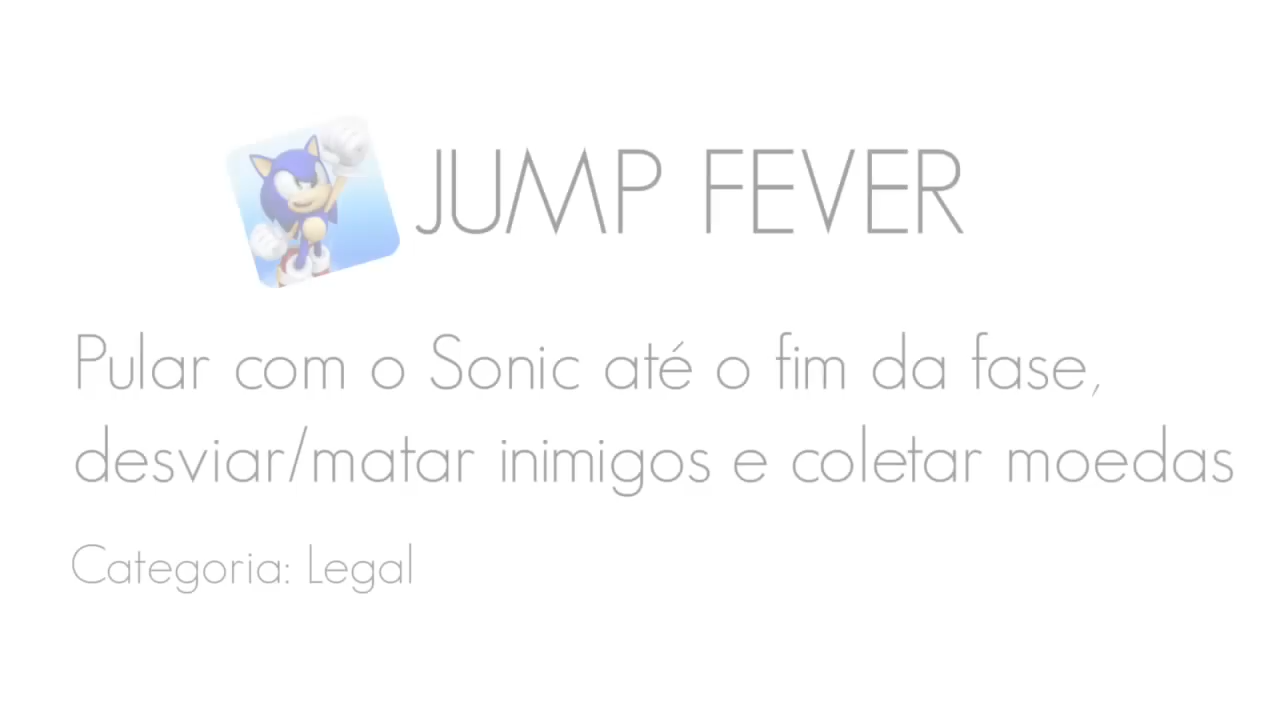 JUMP FEVER
Pular com o Sonic até o fim da fase,
desviar/matar inimigos e coletar moedas
Categoria: Legal